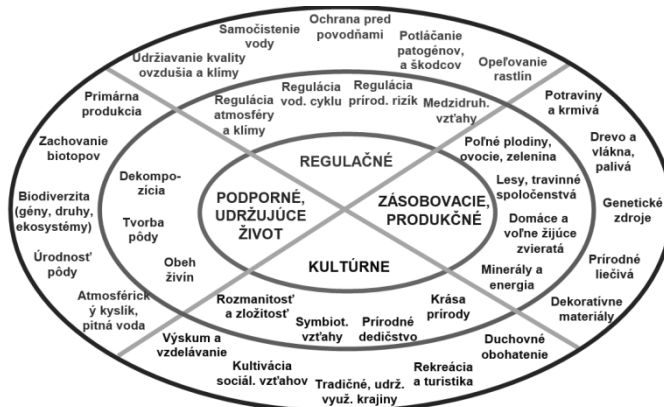 Ochrana pred
povodňami
Samočistenie
vody
Potláčanie
patogénov,
a škodcov
Udržiavanie kvality
ovzdušia a klímy
Opeľovanie
rastlín
Regulácia
atmosféry
a klímy
Regulácia
vod. cyklu
Regulácia
prírod. rizík
Medzidruh.
vzťahy
REGULAČNÉ
Primárna
produkcia
Zachovanie
biotopov
Biodiverzita
(gény, druhy,
ekosystémy)
Úrodnosť
pôdy
Atmosférick
ý kyslík,
pitná voda
Dekompo-
zícia
Tvorba
pôdy
Obeh
živín
PODPORNÉ,
UDRŽUJÚCE
ŽIVOT
ZÁSOBOVACIE,
PRODUKČNÉ
Poľné plodiny,
ovocie, zelenina
Lesy, travinné
spoločenstvá
Domáce a
voľne žijúce
zvieratá
Minerály a
energia
Potraviny
a krmivá
Drevo a
vlákna,
palivá
Genetické
zdroje
Prírodné
liečivá
Dekoratívne
materiály
KULTÚRNE
Rozmanitosť
a zložitosť
Symbiot.
vzťahy
Prírodné
dedičstvo
Krása
prírody
Výskum a
vzdelávanie
Kultivácia
sociál. vzťahov
Tradičné, udrž.
využ. krajiny
Rekreácia
a turistika
Duchovné
obohatenie